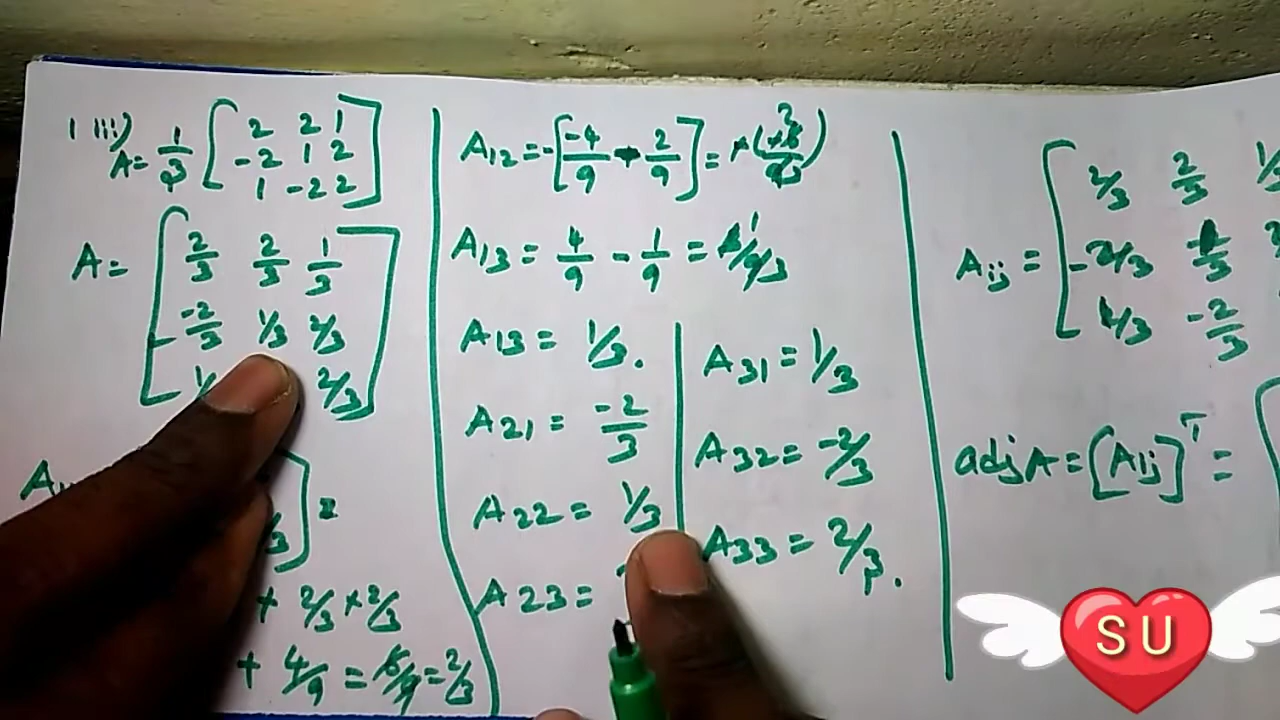 1 iii)
A = 1/3 [ 2 2 1
-2 1 2
1 -2 2 ]
A = [ 2/3 2/3 1/3
-2/3 1/3 2/3
2/3 ]
] =
+ 2/3 × 2/3
+ 4/9 = 6/9 = 2/3
A12 = -[ -4/9 - 2/9 ] =
A13 = 4/9 - 1/9 =
A13 = 1/3.
A21 = -2/3
A22 = 1/3
A23 =
A31 = 1/3
A32 = -2/3
A33 = 2/3.
Aij = [ 2/3 2/3
-2/3
1/3 -2/3
adj A = [Aij]^T = [
S U